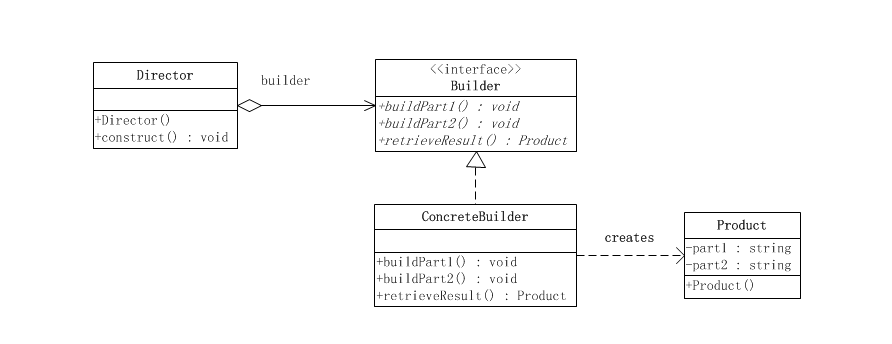 Director
+Director()
+construct() : void
builder
<<interface>>
Builder
+buildPart1() : void
+buildPart2() : void
+retrieveResult() : Product
ConcreteBuilder
+buildPart1() : void
+buildPart2() : void
+retrieveResult() : Product
creates
Product
-part1 : string
-part2 : string
+Product()